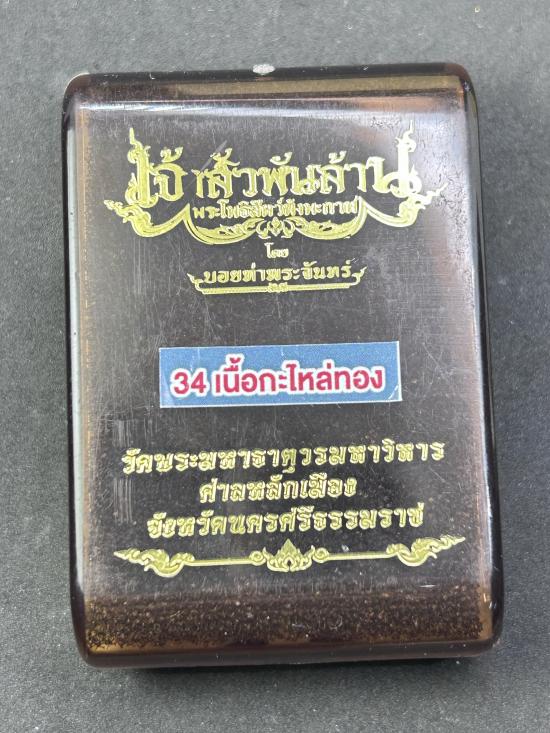 เจ้าสัวพันล้าน
พระโพธิสัตว์พังพะกาฬ
โดย
บอยท่าพระจันทร์
34 เนื้อกะไหล่ทอง
วัดพระมหาธาตุวรมหาวิหาร
ศาลหลักเมือง
จังหวัดนครศรีธรรมราช